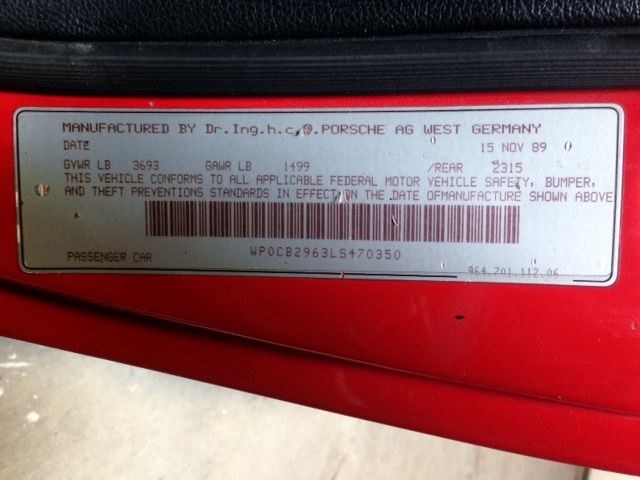 MANUFACTURED BY Dr.Ing.h.c.F.PORSCHE AG WEST GERMANY
DATE 15 NOV 89
GVWR LB 3693 GAWR LB 1499 /REAR 2315
THIS VEHICLE CONFORMS TO ALL APPLICABLE FEDERAL MOTOR VEHICLE SAFETY, BUMPER,
AND THEFT PREVENTIONS STANDARDS IN EFFECT ON THE DATE OFMANUFACTURE SHOWN ABOVE
PASSENGER CAR WP0CB2963LS470350
964.701.112.06